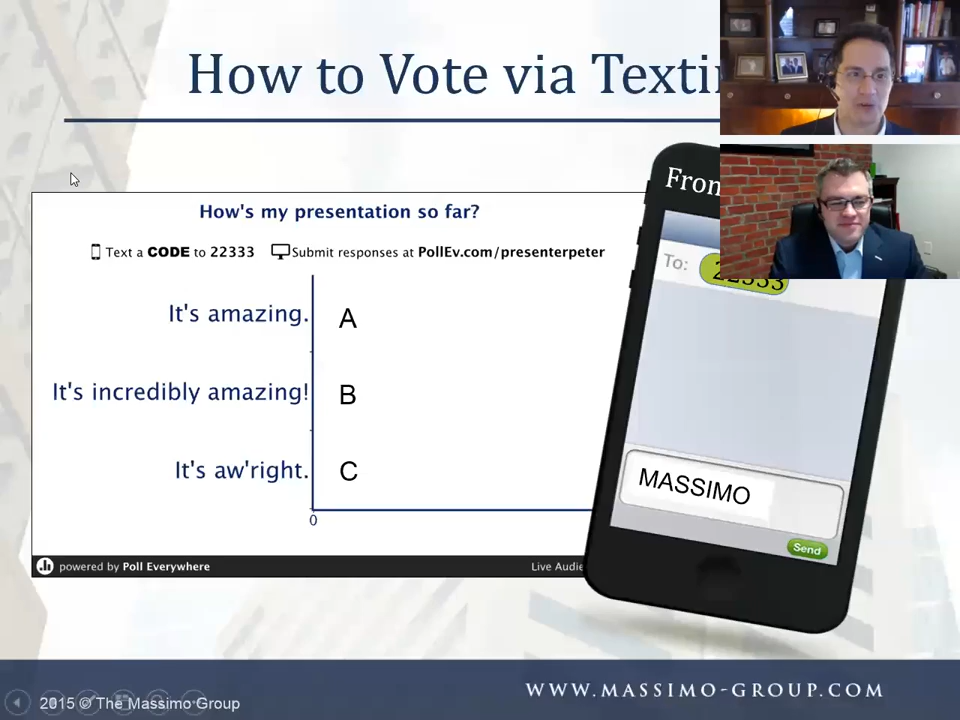 How to Vote via Texti
How's my presentation so far?
Text a CODE to 22333
Submit responses at PollEv.com/presenterpeter
It's amazing.
A
It's incredibly amazing!
B
It's aw'right.
C
0
powered by Poll Everywhere
Live Audie
Fron
To: 22333
MASSIMO
Send
2015 © The Massimo Group
WWW.MASSIMO-GROUP.COM